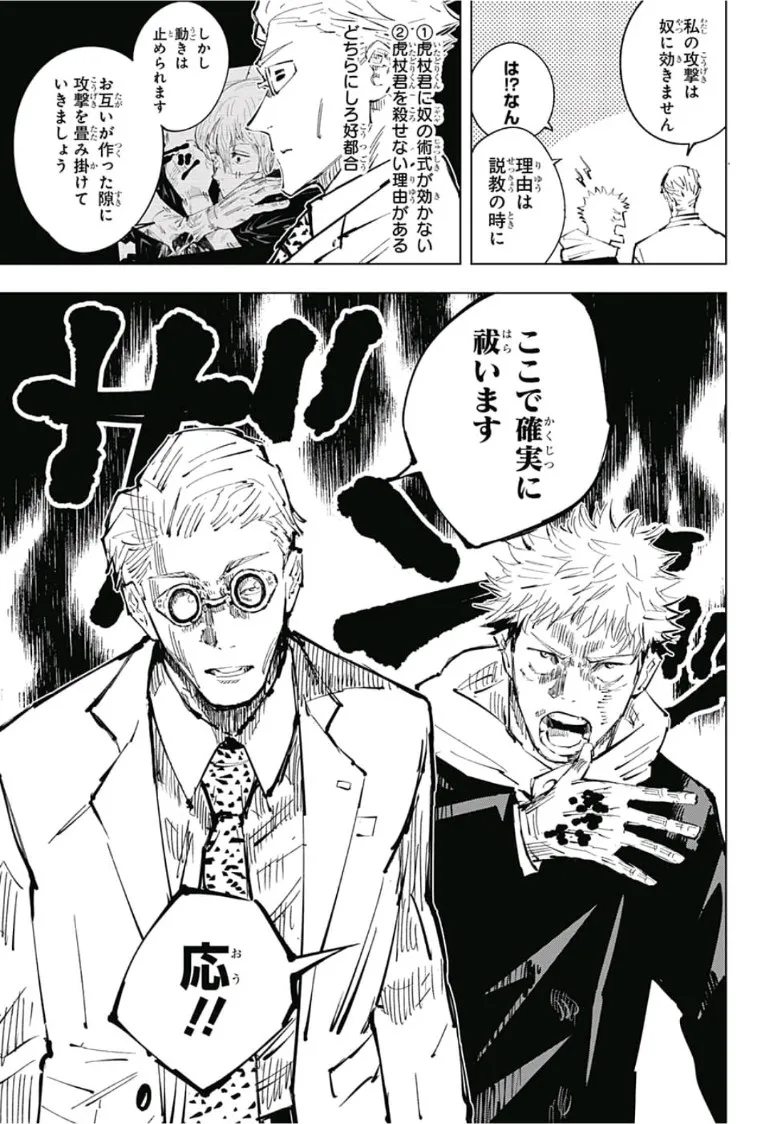 私の攻撃は
奴に効きません
は!?なん
理由は
説教の時に
①虎杖君に奴の術式が効かない
②虎杖君を殺せない理由がある
どちらにしろ好都合
しかし
動きは
止められます
お互いが作った隙に
攻撃を畳み掛けて
いきましょう
ここで確実に
祓います
ザンッ
応!!